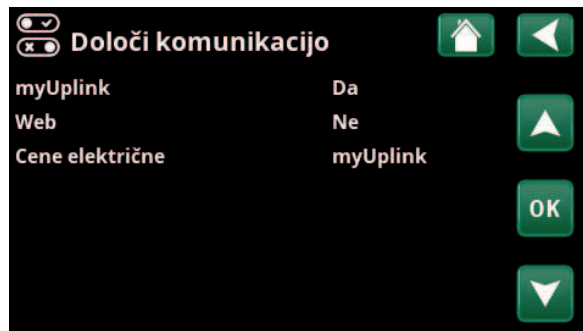 Določi komunikacijo
myUplink Da
Web Ne
Cene električne myUplink
OK